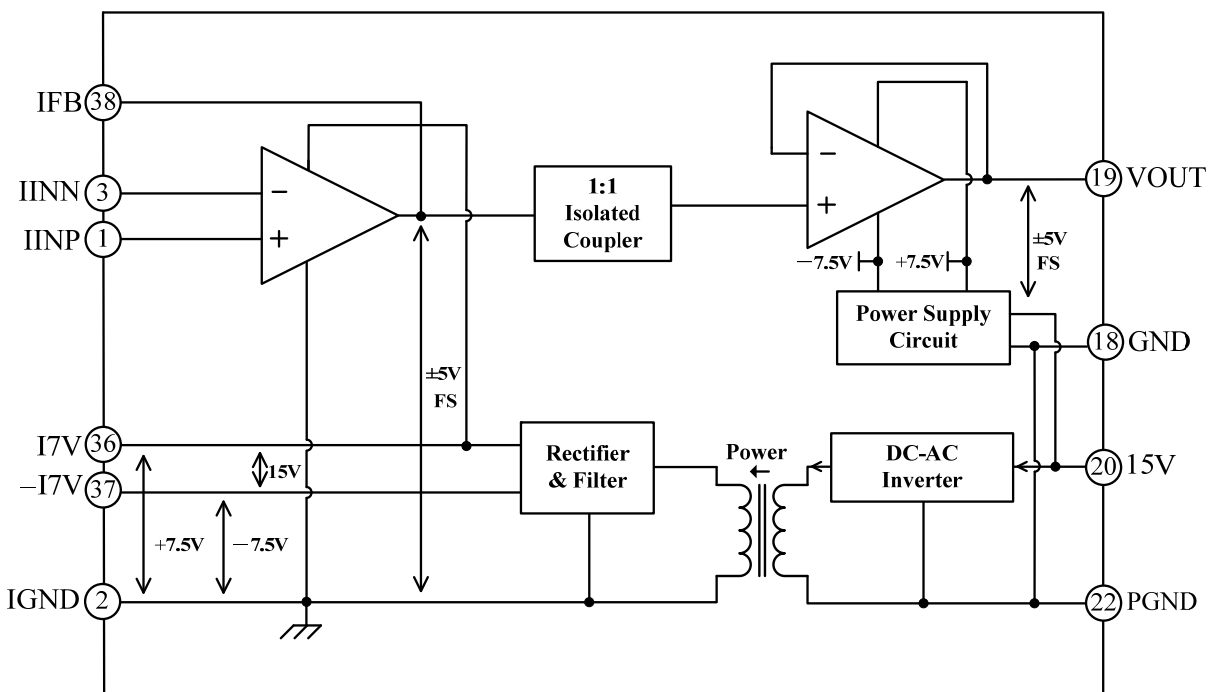 IFB 38
IINN 3
IINP 1
1:1
Isolated
Coupler
−
+
−
+
19 VOUT
±5V
FS
−7.5V
+7.5V
Power Supply
Circuit
18 GND
±5V
FS
I7V 36
−I7V 37
15V
+7.5V
−7.5V
IGND 2
Rectifier
& Filter
Power
DC-AC
Inverter
20 15V
22 PGND